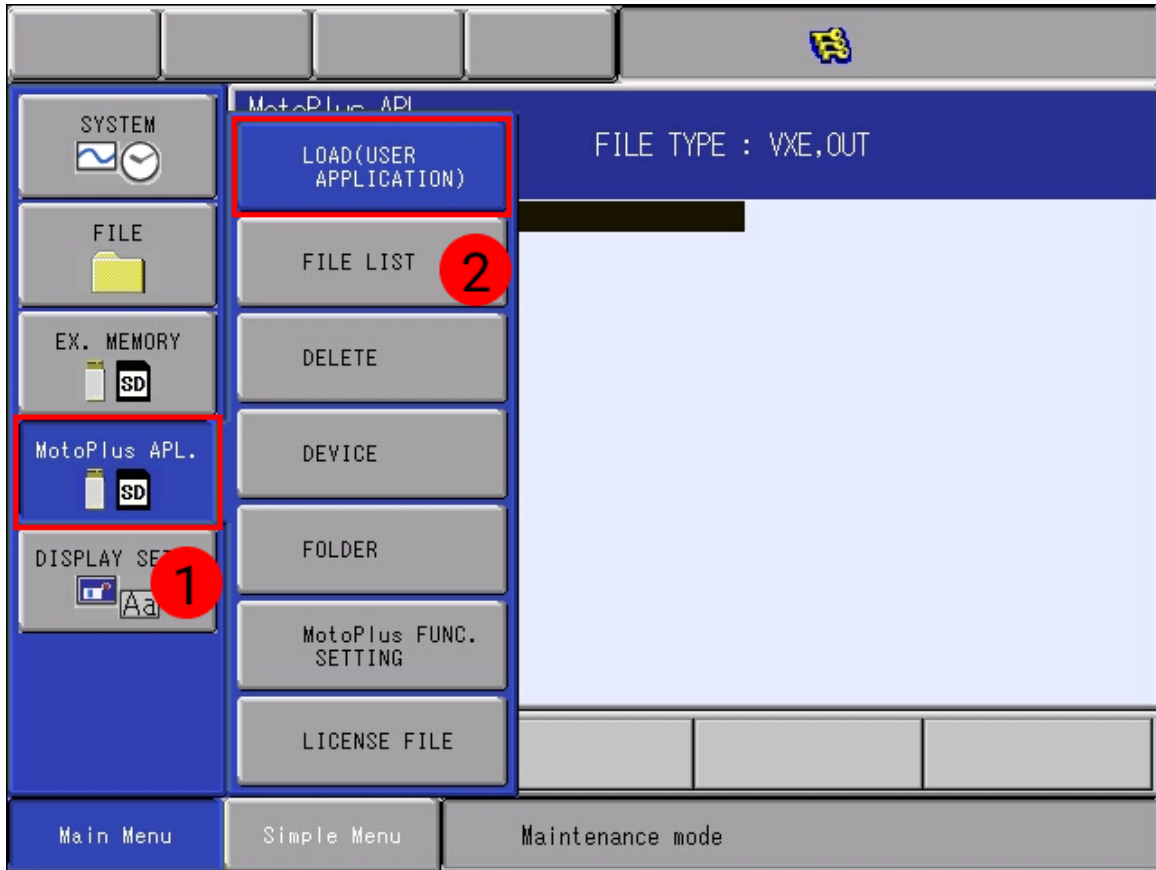 SYSTEM
FILE
EX. MEMORY
SD
MotoPlus APL.
SD
DISPLAY SE
Aa
1
MotoPlus APL.
FILE TYPE : VXE,OUT
LOAD(USER
APPLICATION)
FILE LIST
2
DELETE
DEVICE
FOLDER
MotoPlus FUNC.
SETTING
LICENSE FILE
Main Menu
Simple Menu
Maintenance mode